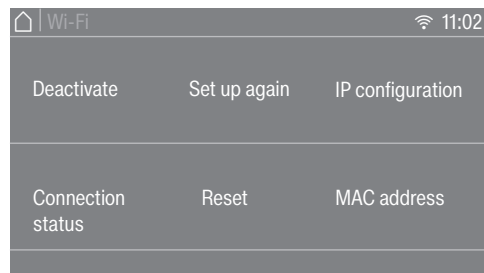 Wi-Fi 11:02
Deactivate Set up again IP configuration
Connection status Reset MAC address